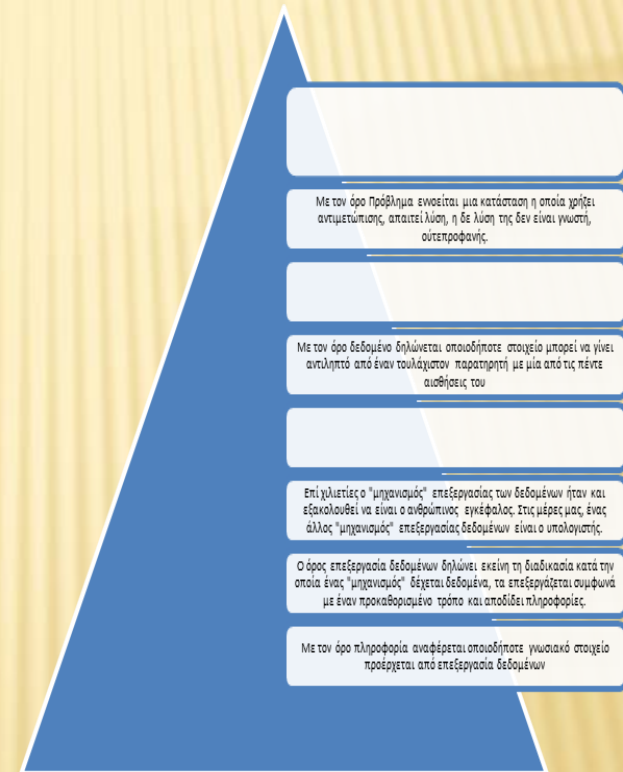 Με τον όρο Πρόβλημα εννοείται μια κατάσταση η οποία χρήζει
αντιμετώπισης, απαιτεί λύση, η δε λύση της δεν είναι γνωστή,
ούτεπροφανής.
Με τον όρο δεδομένο δηλώνεται οποιοδήποτε στοιχείο μπορεί να γίνει
αντιληπτό από έναν τουλάχιστον παρατηρητή με μία από τις πέντε
αισθήσεις του
Επί χιλιετίες ο "μηχανισμός" επεξεργασίας των δεδομένων ήταν και
εξακολουθεί να είναι ο ανθρώπινος εγκέφαλος. Στις μέρες μας, ένας
άλλος "μηχανισμός" επεξεργασίας δεδομένων είναι ο υπολογιστής.
Ο όρος επεξεργασία δεδομένων δηλώνει εκείνη τη διαδικασία κατά την
οποία ένας "μηχανισμός" δέχεται δεδομένα, τα επεξεργάζεται σύμφωνα
με έναν προκαθορισμένο τρόπο και αποδίδει πληροφορίες.
Με τον όρο πληροφορία αναφέρεται οποιοδήποτε γνωσιακό στοιχείο
προέρχεται από επεξεργασία δεδομένων